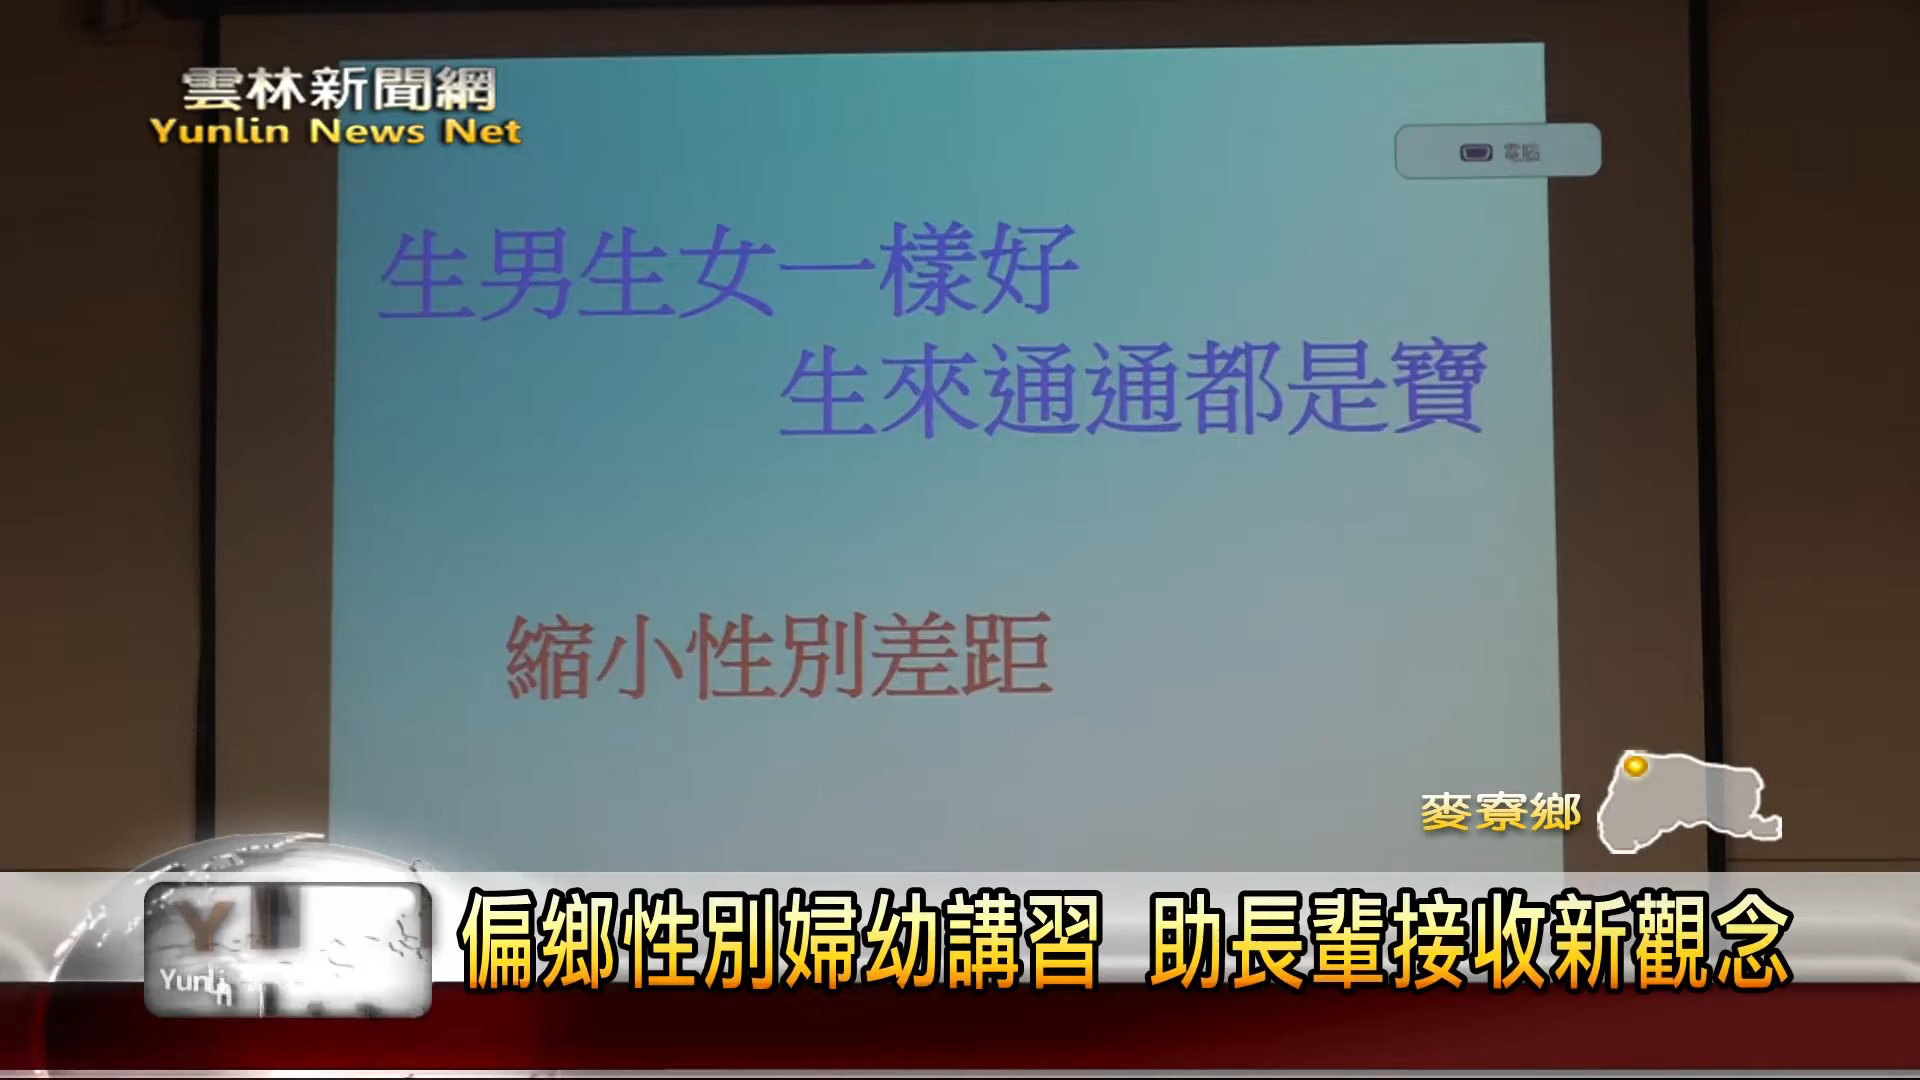 雲林新聞網
Yunlin News Net
電腦
生男生女一樣好
生來通通都是寶
縮小性別差距
麥寮鄉
偏鄉性別婦幼講習 助長輩接收新觀念